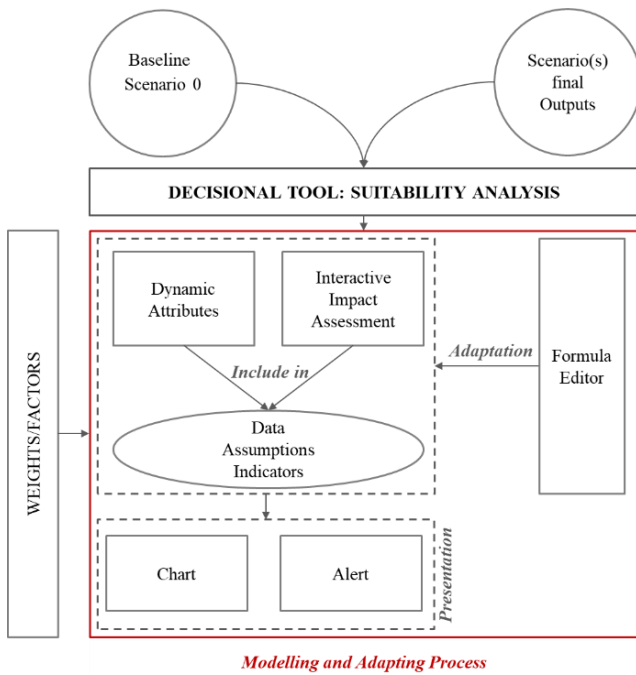 Baseline
Scenario 0
Scenario(s)
final
Outputs
DECISIONAL TOOL: SUITABILITY ANALYSIS
WEIGHTS/FACTORS
Dynamic
Attributes
Interactive
Impact
Assessment
Include in
Adaptation
Formula
Editor
Data
Assumptions
Indicators
Chart
Alert
Presentation
Modelling and Adapting Process